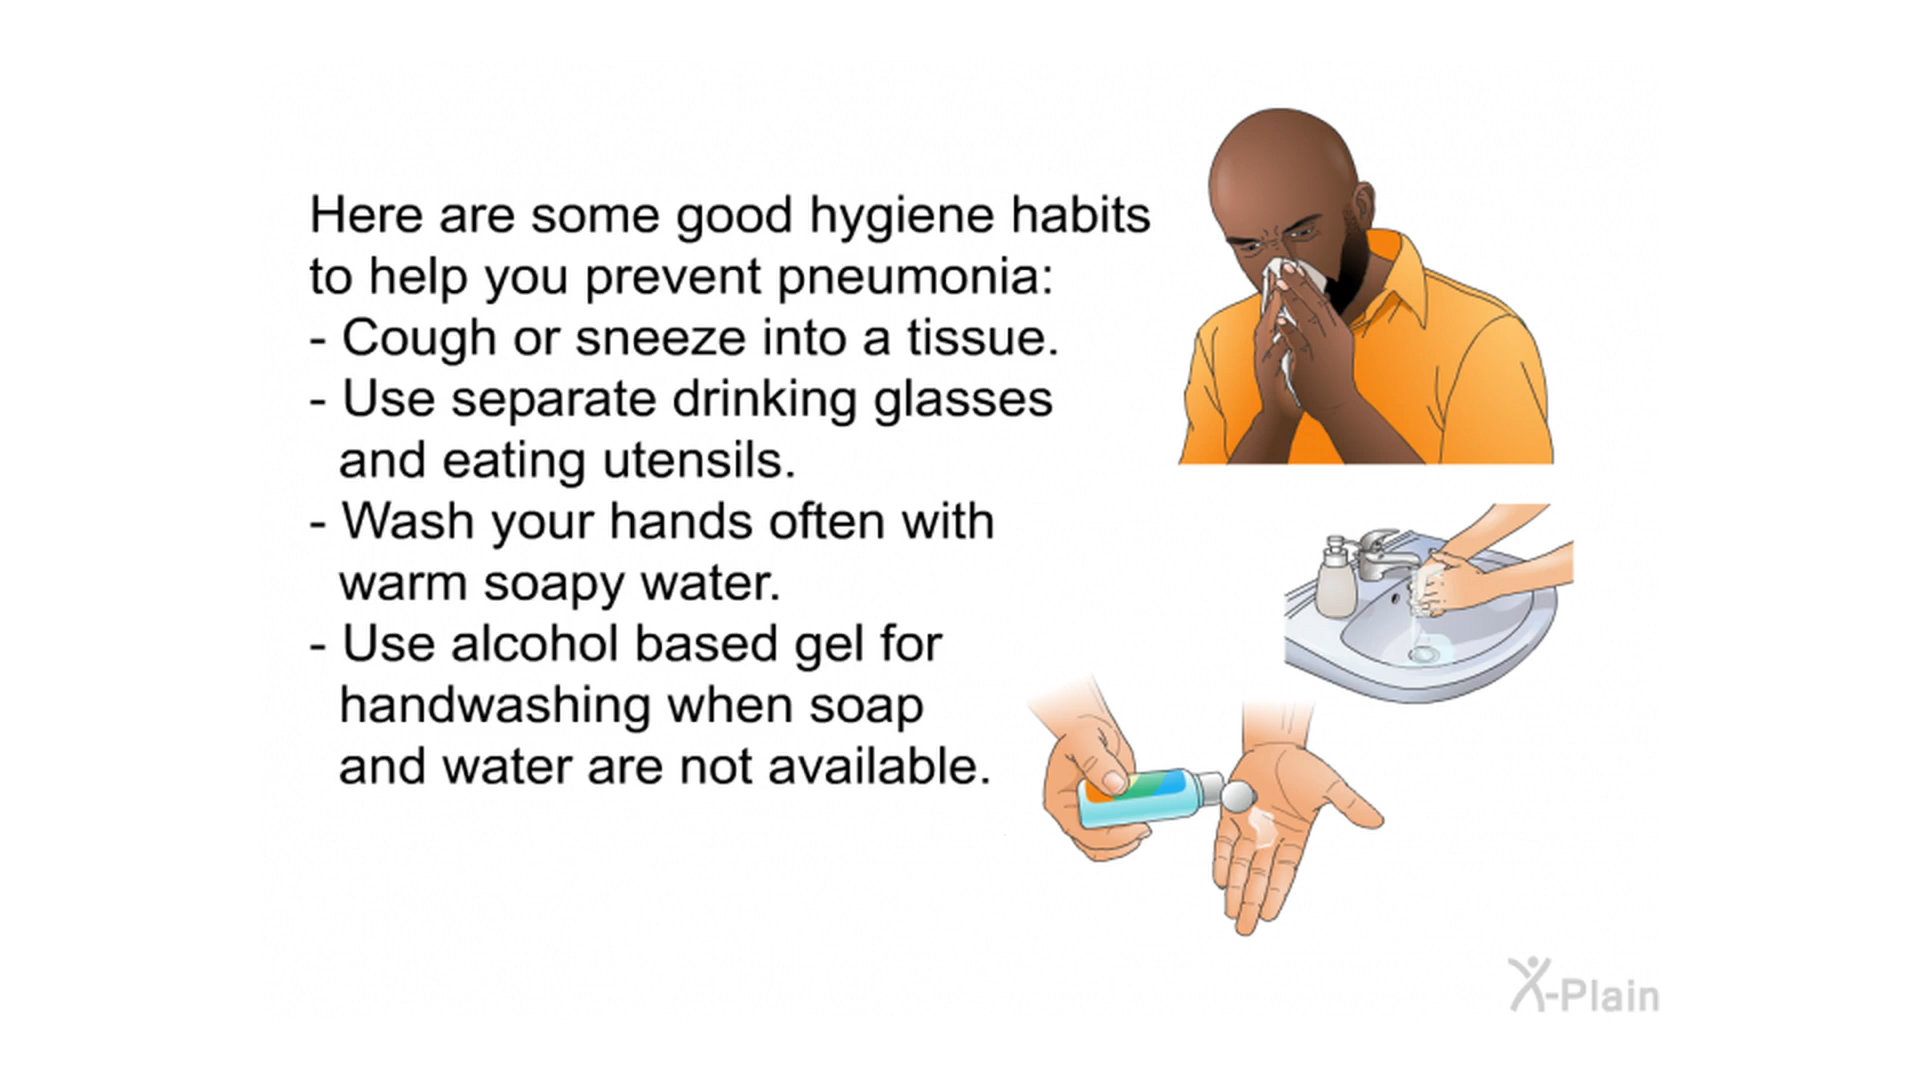 Here are some good hygiene habits
to help you prevent pneumonia:
- Cough or sneeze into a tissue.
- Use separate drinking glasses
and eating utensils.
- Wash your hands often with
warm soapy water.
- Use alcohol based gel for
handwashing when soap
and water are not available.
X-Plain